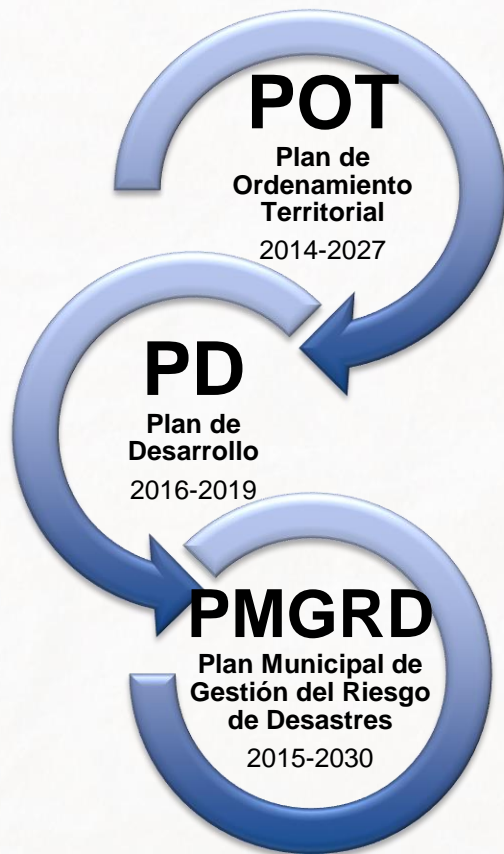 POT
Plan de
Ordenamiento
Territorial
2014-2027
PD
Plan de
Desarrollo
2016-2019
PMGRD
Plan Municipal de
Gestión del Riesgo
de Desastres
2015-2030